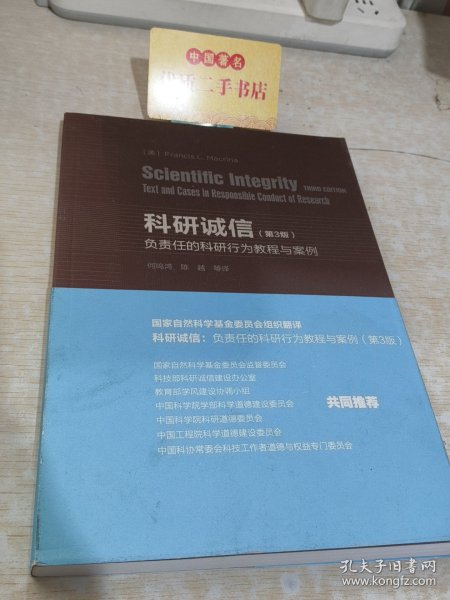 中国著名
二手书店
［美］Francis L. Macrina
Scientific Integrity THIRD EDITION
Text and Cases in Responsible Conduct of Research
科研诚信（第3版）
负责任的科研行为教程与案例
何鸣鸿 陈越 等译
国家自然科学基金委员会组织翻译
科研诚信：负责任的科研行为教程与案例（第3版）
国家自然科学基金委员会监督委员会
科技部科研诚信建设办公室
教育部学风建设协调小组
中国科学院学部科学道德建设委员会
中国科学院科研道德委员会
中国工程院科学道德建设委员会
中国科协常委会科技工作者道德与权益专门委员会
共同推荐
孔夫子旧书网
www.kongfz.com